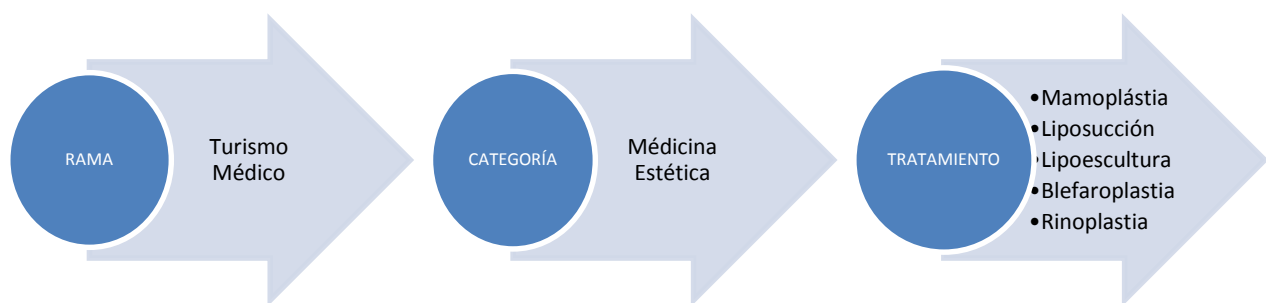 RAMA
Turismo
Médico
CATEGORÍA
Médicina
Estética
TRATAMIENTO
•Mamoplástia
•Liposucción
•Lipoescultura
•Blefaroplastia
•Rinoplastia